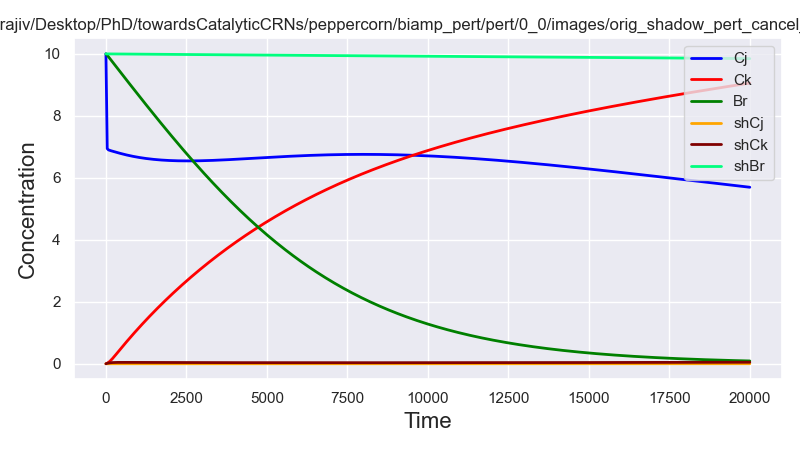 rajiv/Desktop/PhD/towardsCatalyticCRNs/peppercorn/biamp_pert/pert/0_0/images/orig_shadow_pert_cancel_
Concentration
10
8
6
4
2
0
0 2500 5000 7500 10000 12500 15000 17500 20000
Time
Cj
Ck
Br
shCj
shCk
shBr